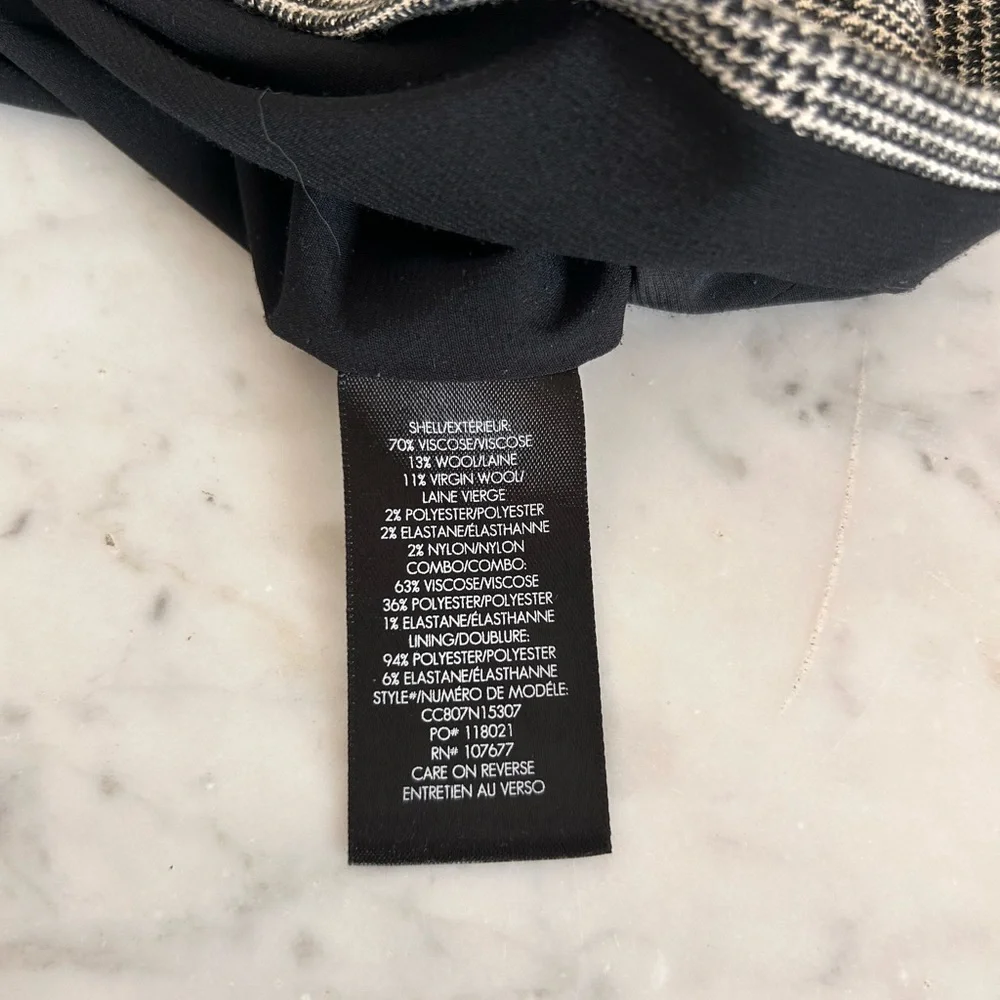 SHELL/EXTÉRIEUR:
70% VISCOSE/VISCOSE
13% WOOL/LAINE
11% VIRGIN WOOL/
LAINE VIERGE
2% POLYESTER/POLYESTER
2% ELASTANE/ÉLASTHANNE
2% NYLON/NYLON
COMBO/COMBO:
63% VISCOSE/VISCOSE
36% POLYESTER/POLYESTER
1% ELASTANE/ÉLASTHANNE
LINING/DOUBLURE:
94% POLYESTER/POLYESTER
6% ELASTANE/ÉLASTHANNE
STYLE#/NUMÉRO DE MODÉLE:
CC807N15307
PO# 118021
RN# 107677
CARE ON REVERSE
ENTRETIEN AU VERSO